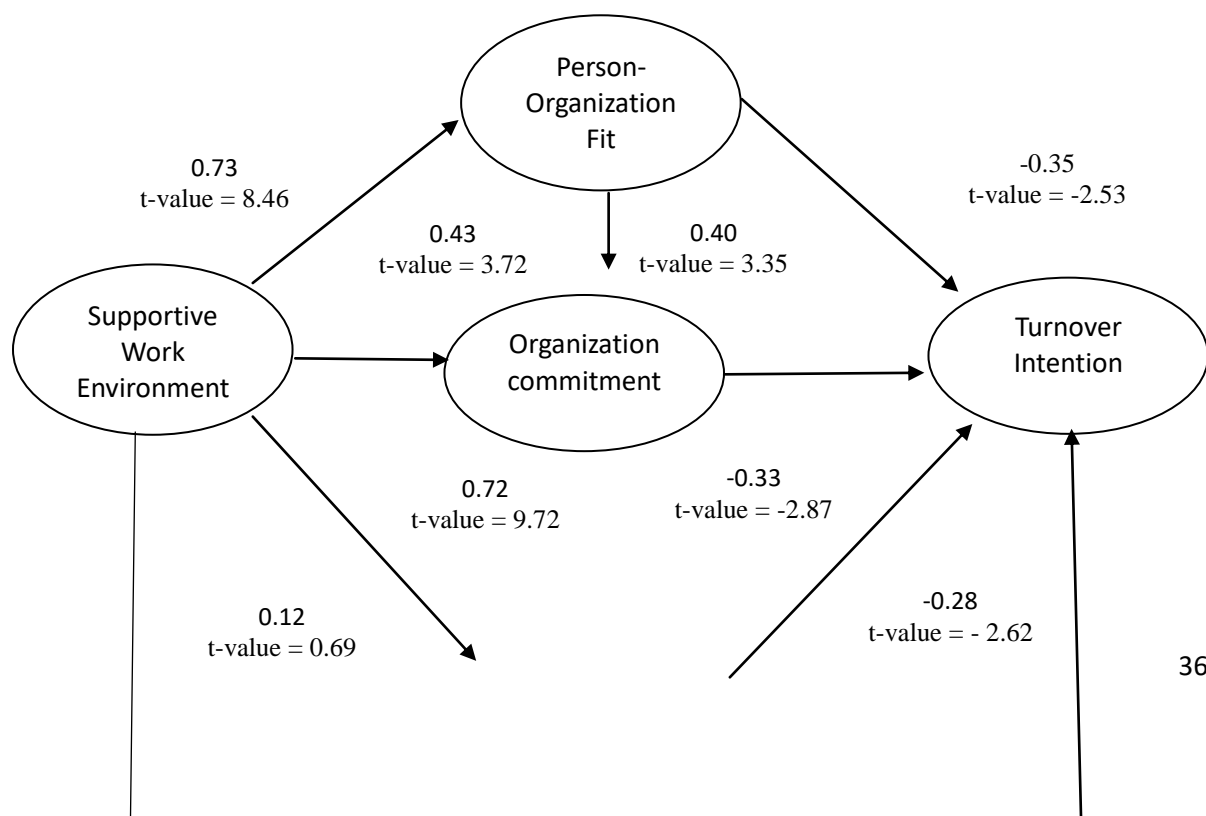 Person-
Organization
Fit
0.73
t-value = 8.46
-0.35
t-value = -2.53
0.43
t-value = 3.72
0.40
t-value = 3.35
Supportive
Work
Environment
Organization
commitment
Turnover
Intention
0.72
t-value = 9.72
-0.33
t-value = -2.87
0.12
t-value = 0.69
-0.28
t-value = - 2.62
36